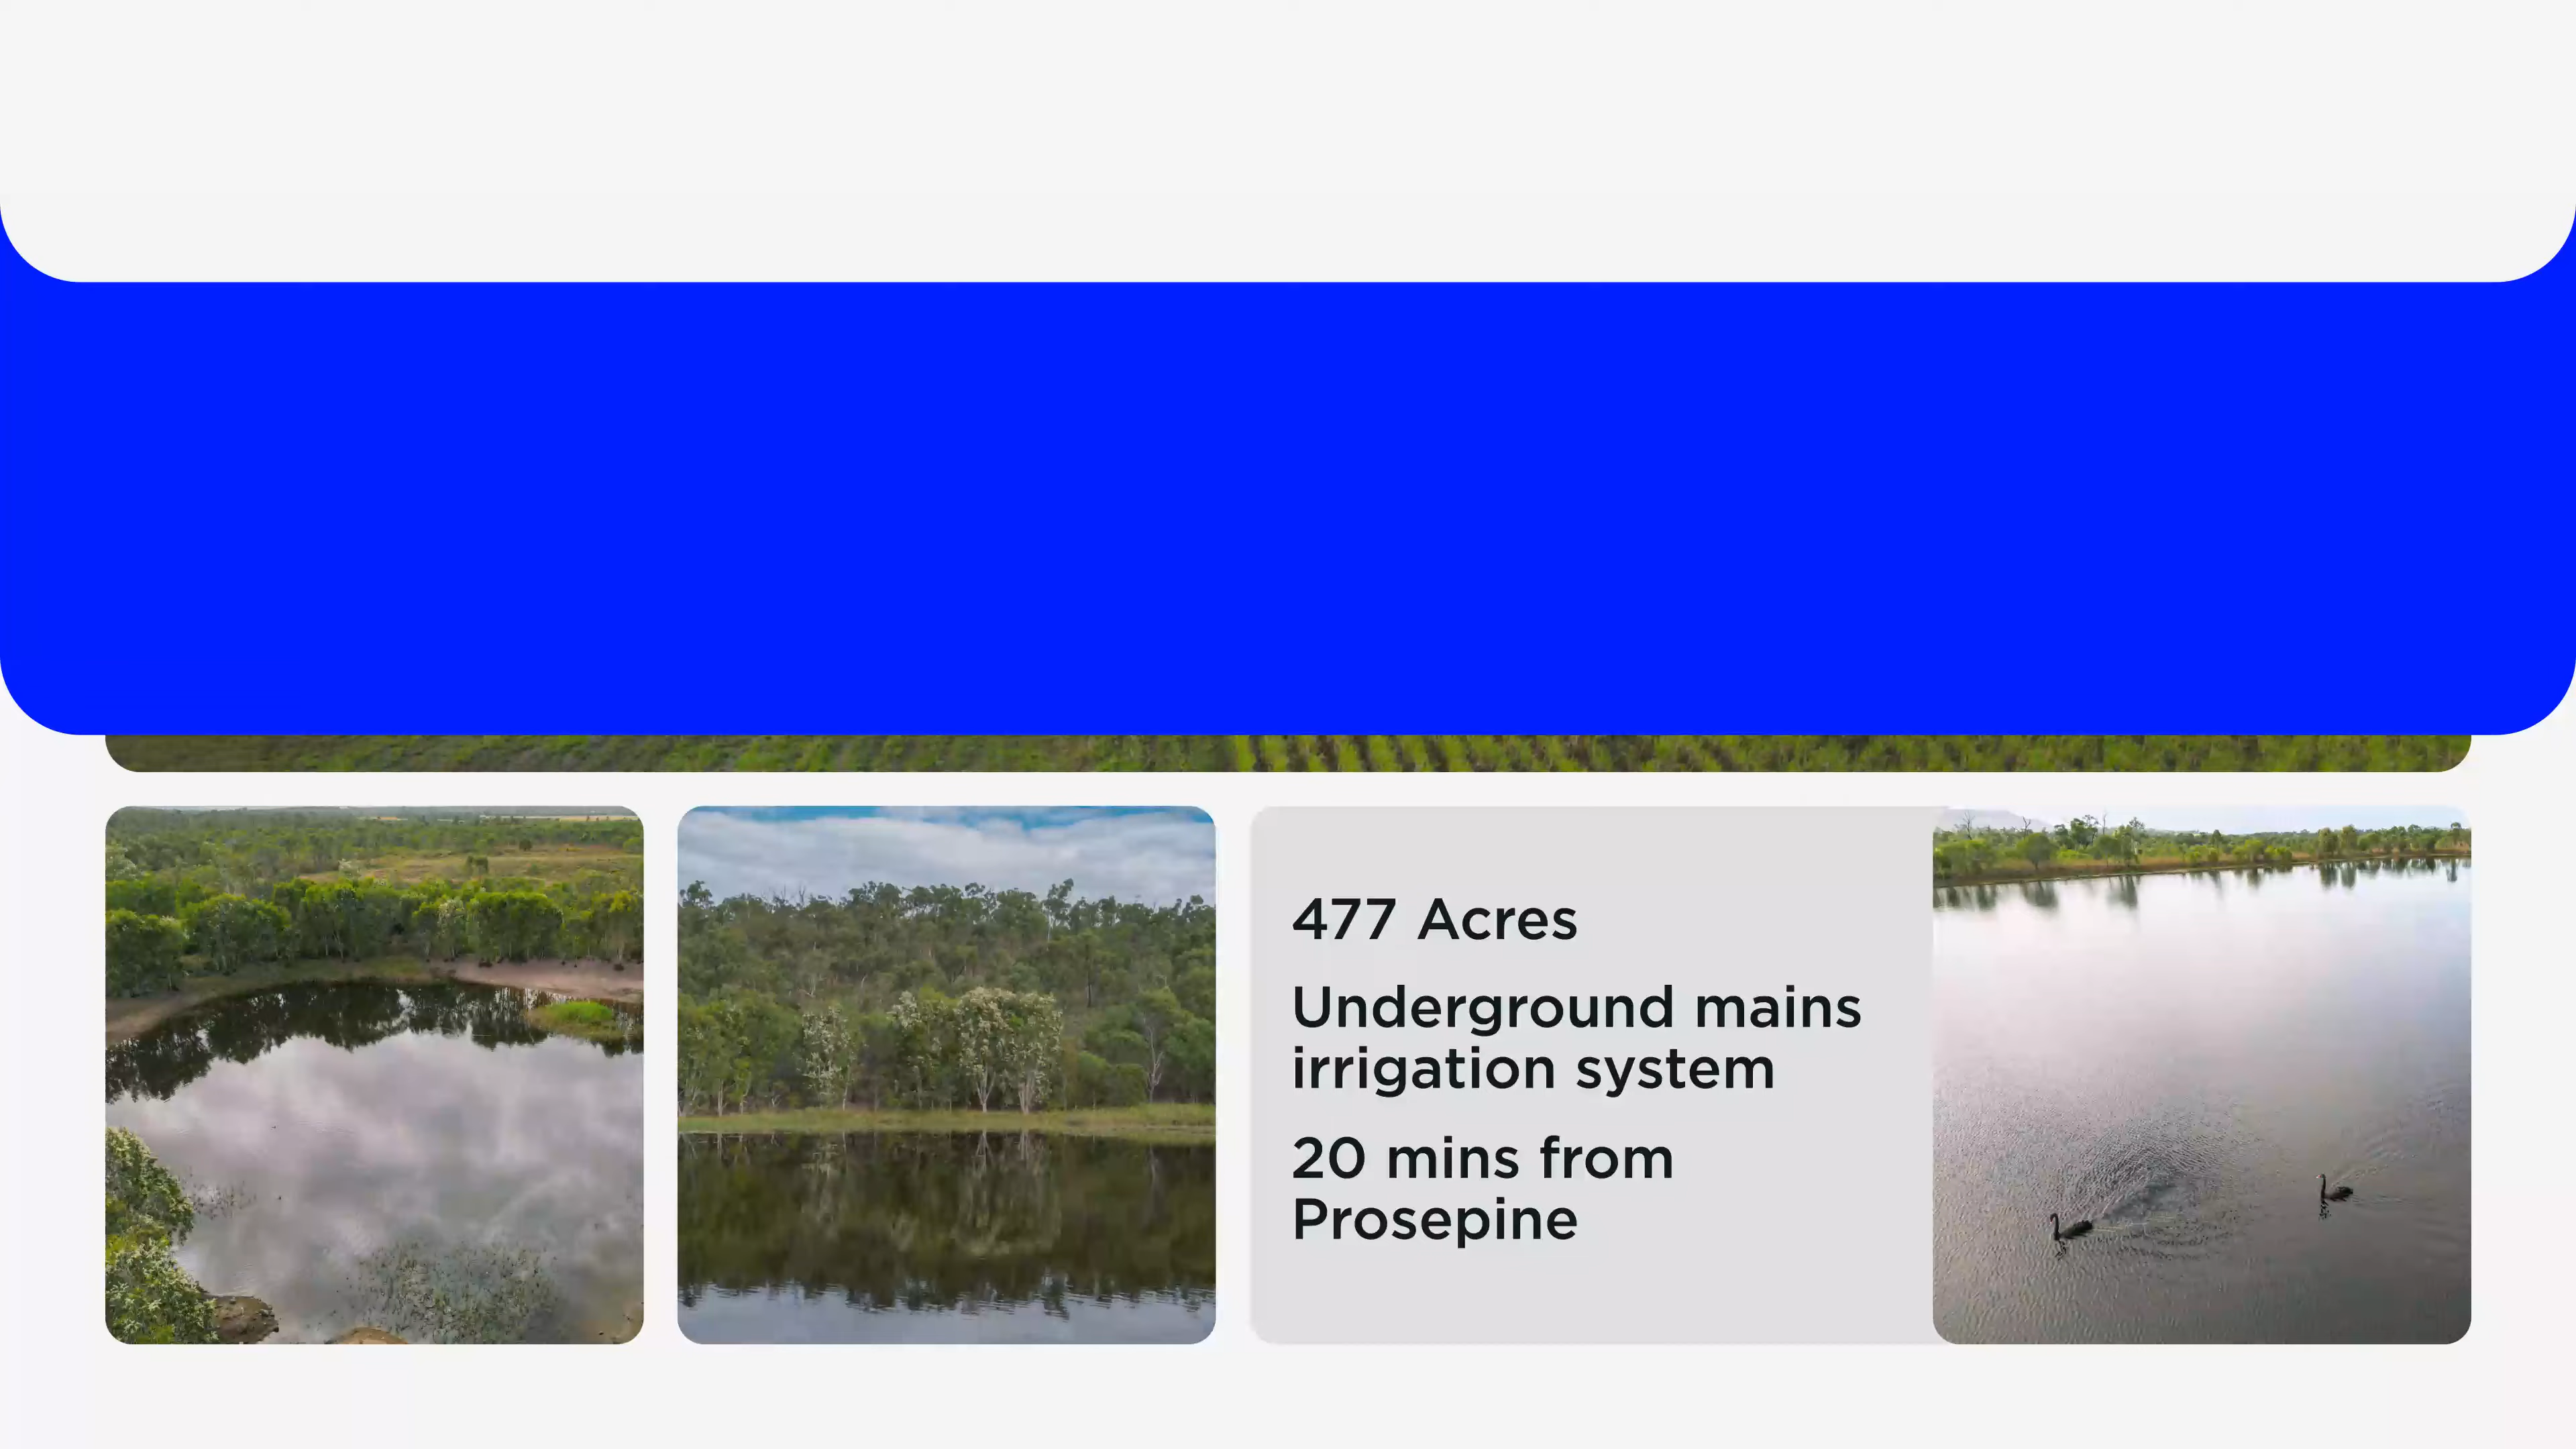 477 Acres
Underground mains
irrigation system
20 mins from
Prosepine